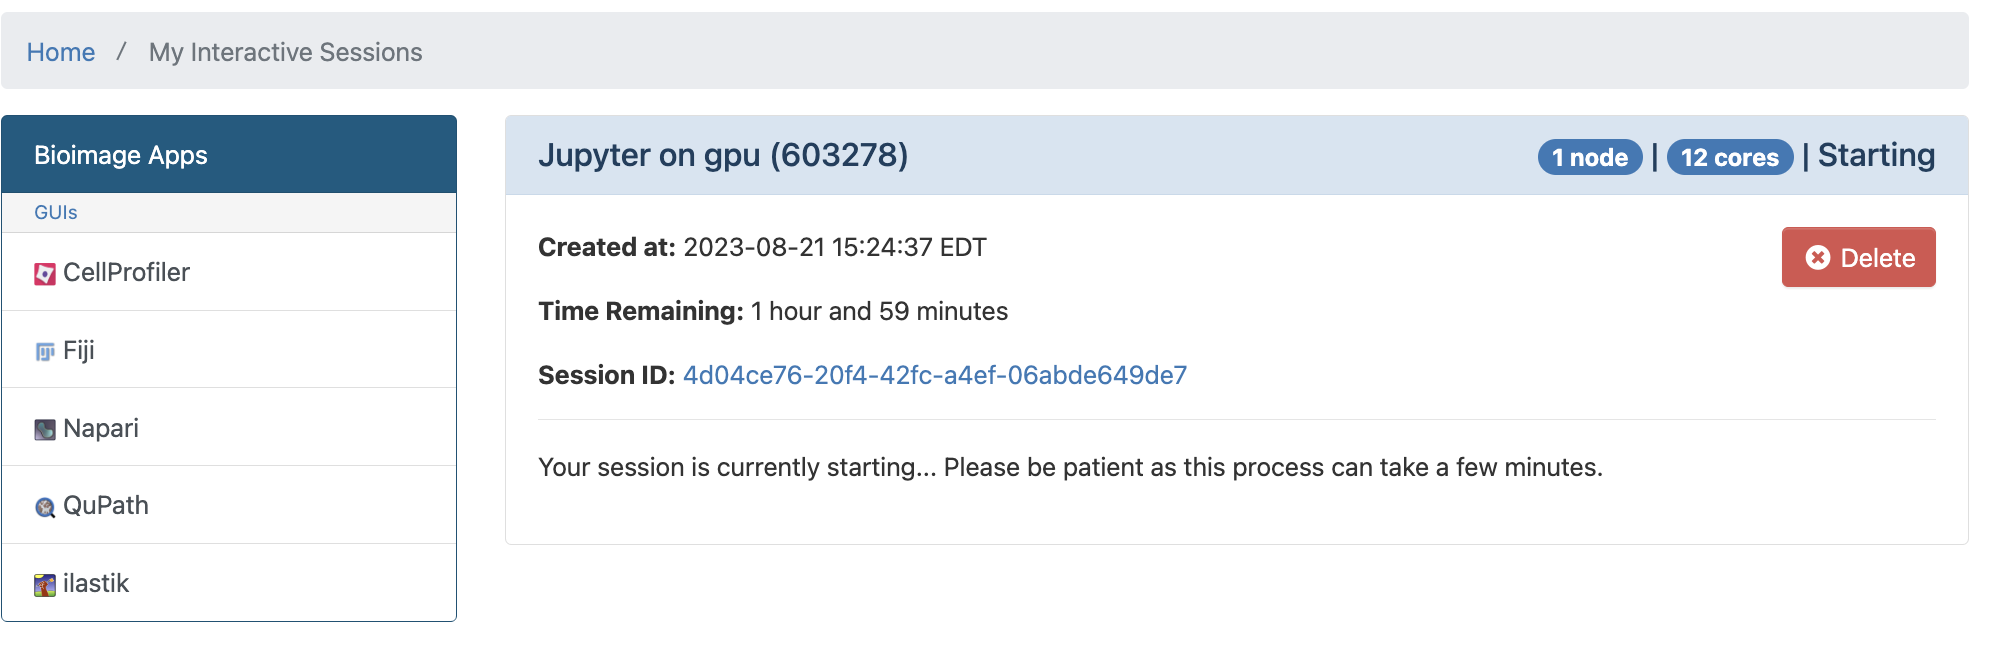 Home / My Interactive Sessions
Bioimage Apps
GUIs
CellProfiler
Fiji
Napari
QuPath
ilastik
Jupyter on gpu (603278)
1 node | 12 cores | Starting
Created at: 2023-08-21 15:24:37 EDT
Delete
Time Remaining: 1 hour and 59 minutes
Session ID: 4d04ce76-20f4-42fc-a4ef-06abde649de7
Your session is currently starting... Please be patient as this process can take a few minutes.